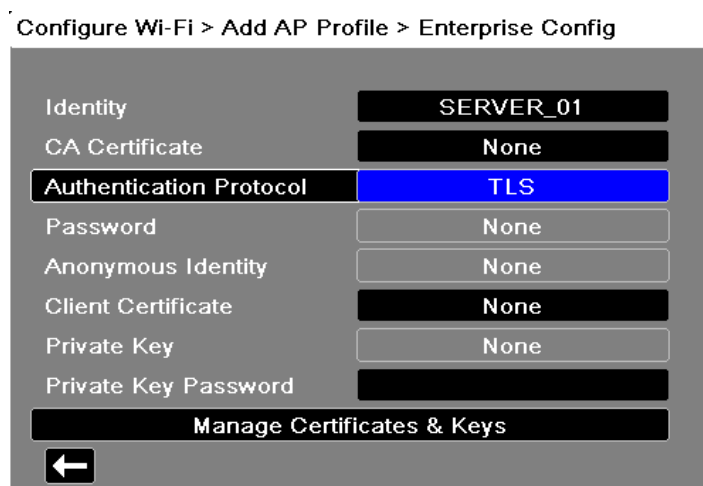 Configure Wi-Fi > Add AP Profile > Enterprise Config
Identity SERVER_01
CA Certificate None
Authentication Protocol TLS
Password None
Anonymous Identity None
Client Certificate None
Private Key None
Private Key Password
Manage Certificates & Keys